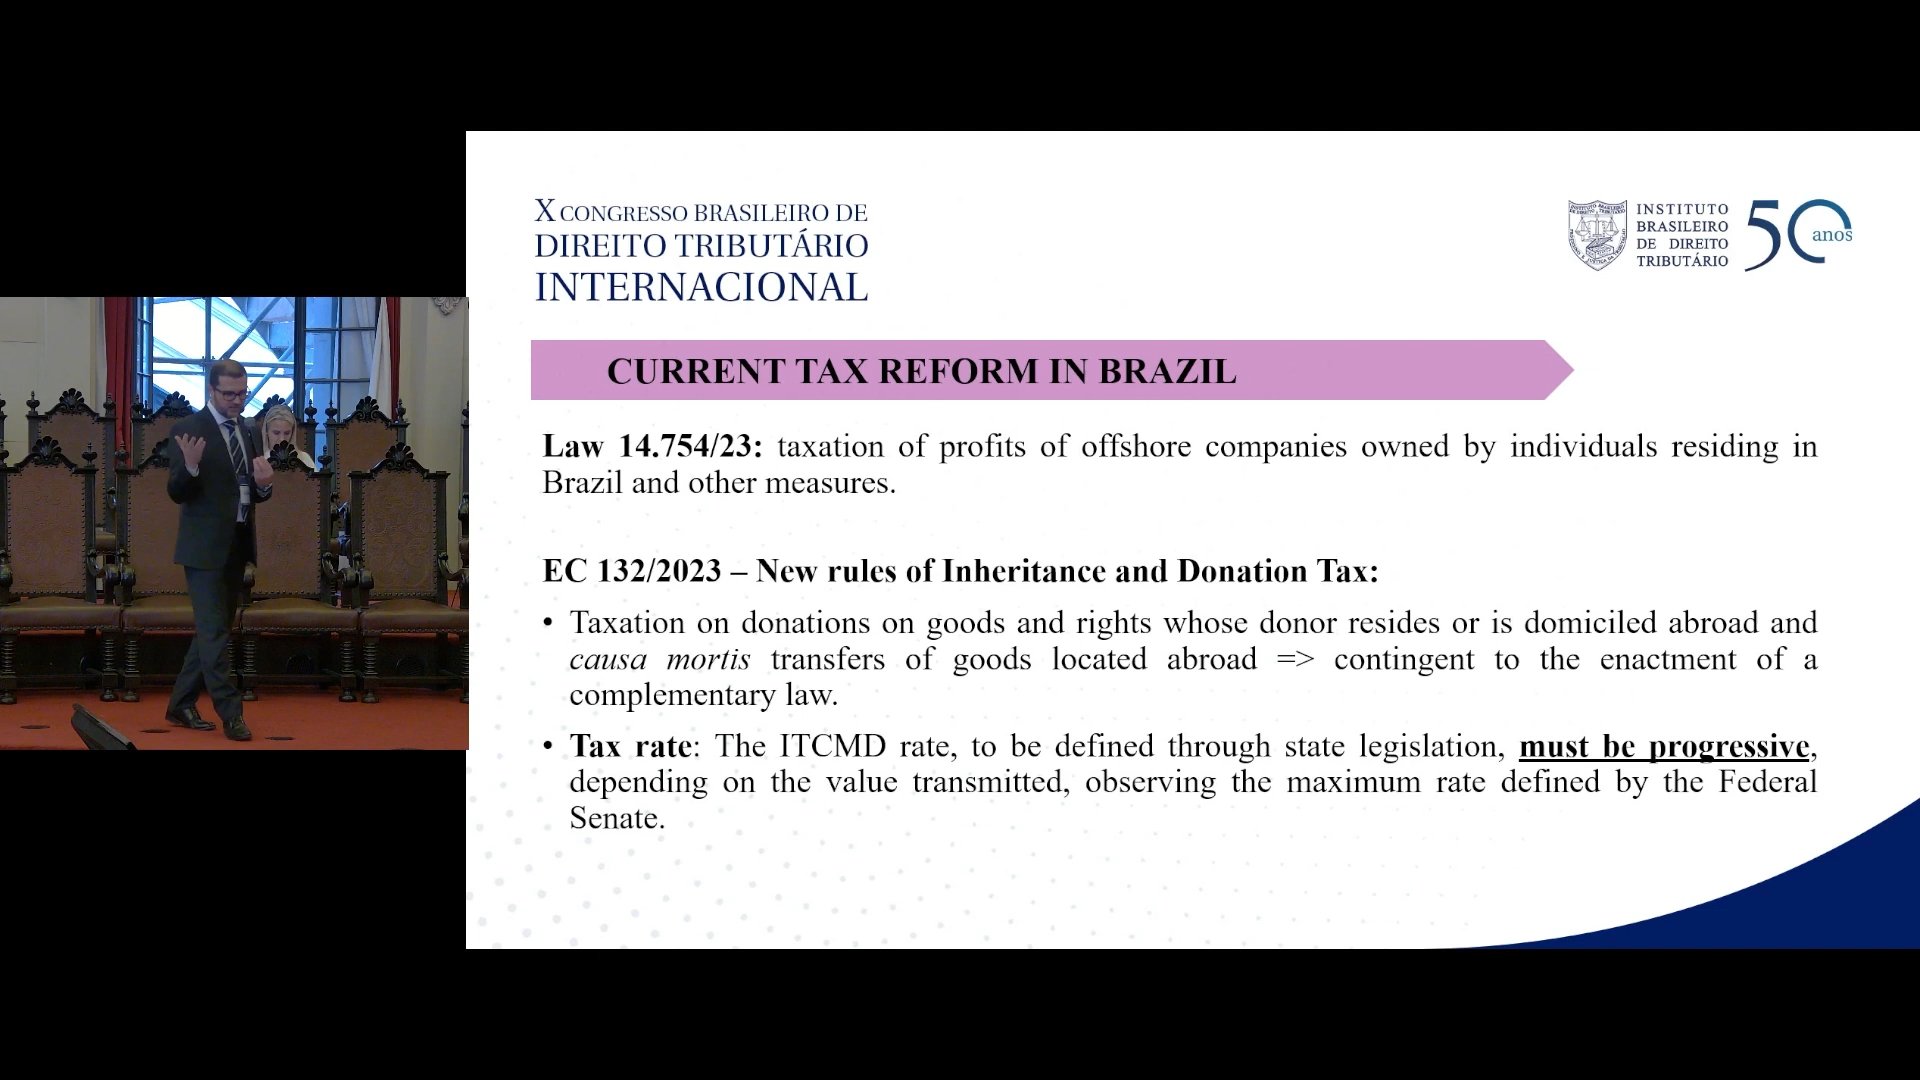 X CONGRESSO BRASILEIRO DE
DIREITO TRIBUTÁRIO
INTERNACIONAL
INSTITUTO
BRASILEIRO
DE DIREITO
TRIBUTÁRIO
50 anos
CURRENT TAX REFORM IN BRAZIL
Law 14.754/23: taxation of profits of offshore companies owned by individuals residing in
Brazil and other measures.
EC 132/2023 – New rules of Inheritance and Donation Tax:
• Taxation on donations on goods and rights whose donor resides or is domiciled abroad and
causa mortis transfers of goods located abroad => contingent to the enactment of a
complementary law.
• Tax rate: The ITCMD rate, to be defined through state legislation, must be progressive,
depending on the value transmitted, observing the maximum rate defined by the Federal
Senate.